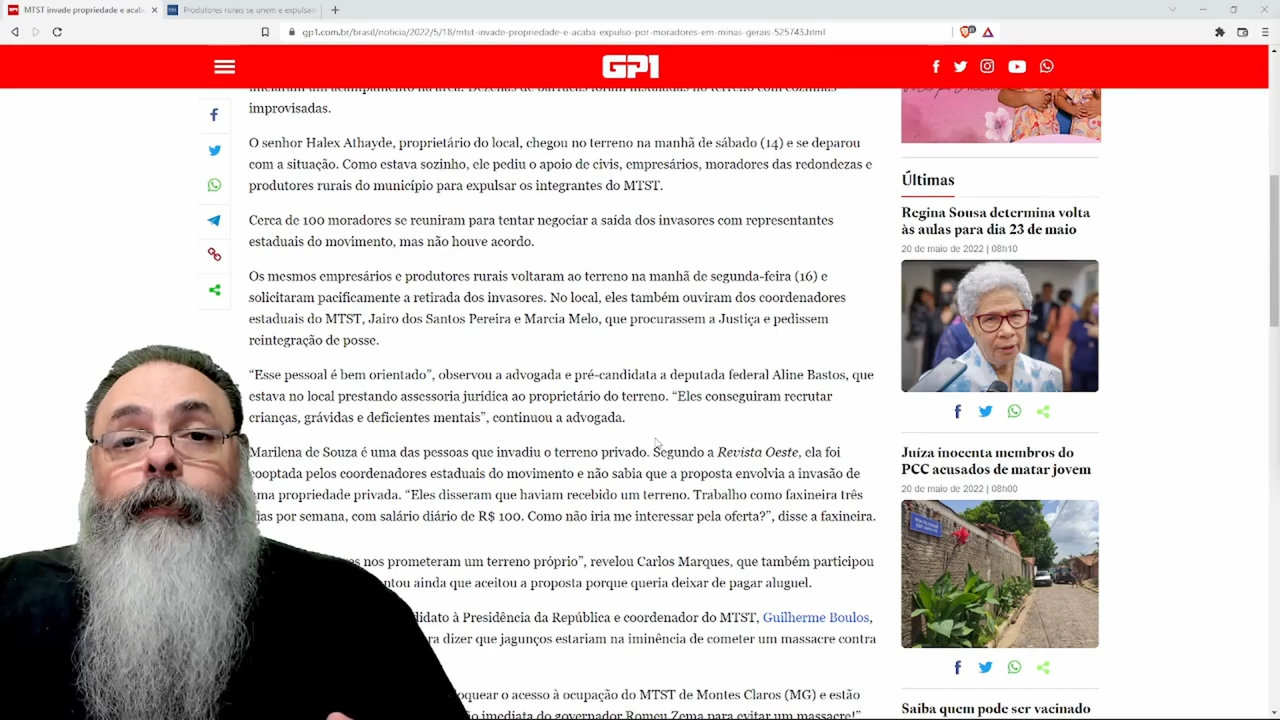 MTST invade propriedade e acaba
Produtores rurais se unem e expulsam
gp1.com.br/brasil/noticia/2022/5/18/mtst-invade-propriedade-e-acaba-expulso-por-moradores-em-minas-gerais-525743.html
GP1
improvisadas.
O senhor Halex Athayde, proprietário do local, chegou no terreno na manhã de sábado (14) e se deparou
com a situação. Como estava sozinho, ele pediu o apoio de civis, empresários, moradores das redondezas e
produtores rurais do município para expulsar os integrantes do MTST.
Cerca de 100 moradores se reuniram para tentar negociar a saída dos invasores com representantes
estaduais do movimento, mas não houve acordo.
Os mesmos empresários e produtores rurais voltaram ao terreno na manhã de segunda-feira (16) e
solicitaram pacificamente a retirada dos invasores. No local, eles também ouviram dos coordenadores
estaduais do MTST, Jairo dos Santos Pereira e Marcia Melo, que procurassem a Justiça e pedissem
reintegração de posse.
“Esse pessoal é bem orientado”, observou a advogada e pré-candidata a deputada federal Aline Bastos, que
estava no local prestando assessoria jurídica ao proprietário do terreno. “Eles conseguiram recrutar
crianças, grávidas e deficientes mentais”, continuou a advogada.
Marilena de Souza é uma das pessoas que invadiu o terreno privado. Segundo a Revista Oeste, ela foi
cooptada pelos coordenadores estaduais do movimento e não sabia que a proposta envolvia a invasão de
uma propriedade privada. “Eles disseram que haviam recebido um terreno. Trabalho como faxineira três
dias por semana, com salário diário de R$ 100. Como não iria me interessar pela oferta?”, disse a faxineira.
nos prometeram um terreno próprio”, revelou Carlos Marques, que também participou
ainda que aceitou a proposta porque queria deixar de pagar aluguel.
à Presidência da República e coordenador do MTST, Guilherme Boulos,
dizer que jagunços estariam na iminência de cometer um massacre contra
o acesso à ocupação do MTST de Montes Claros (MG) e estão
imediata do governador Romeu Zema para evitar um massacre!”
Últimas
Regina Sousa determina volta
às aulas para dia 23 de maio
20 de maio de 2022 | 08h10
Juíza inocenta membros do
PCC acusados de matar jovem
20 de maio de 2022 | 08h00
Saiba quem pode ser vacinado